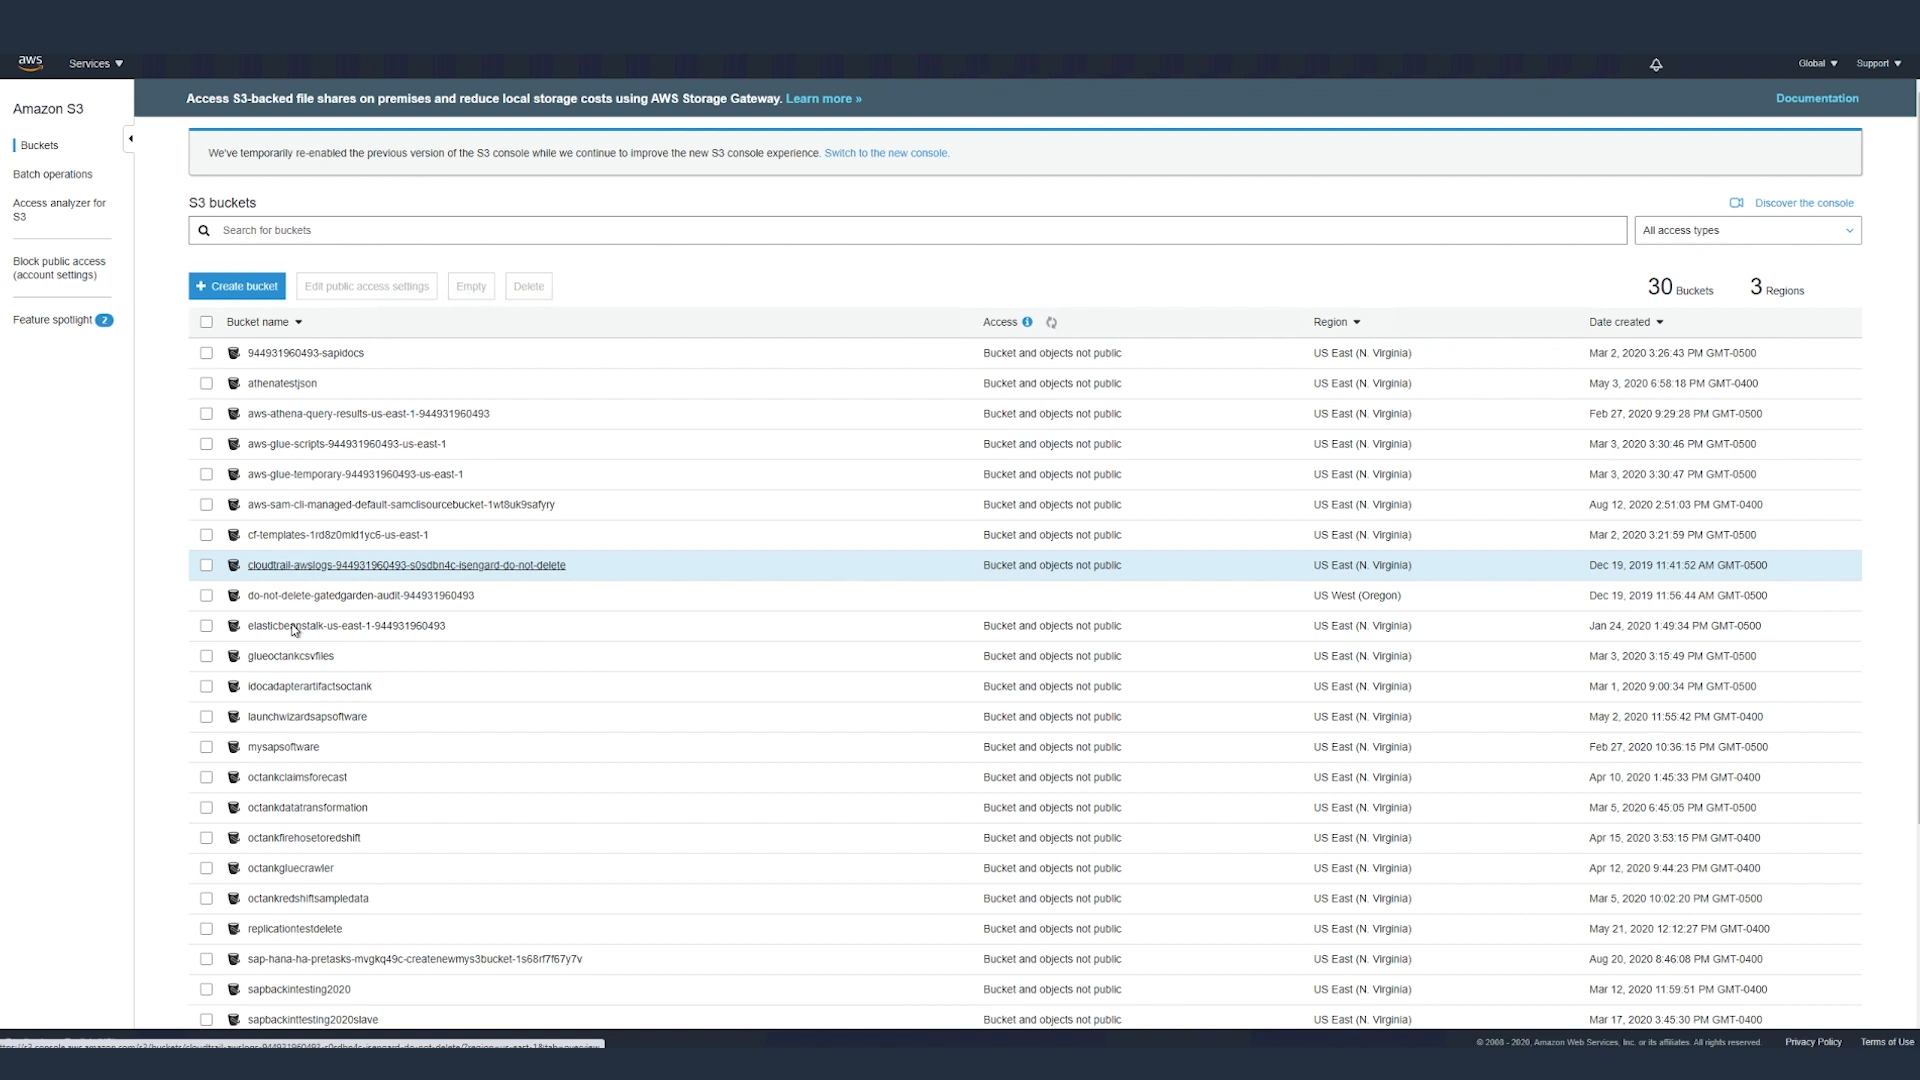 aws
Services
Global
Support
Amazon S3
Buckets
Batch operations
Access analyzer for
S3
Block public access
(account settings)
Feature spotlight 2
Access S3-backed file shares on premises and reduce local storage costs using AWS Storage Gateway. Learn more »
Documentation
We've temporarily re-enabled the previous version of the S3 console while we continue to improve the new S3 console experience. Switch to the new console.
S3 buckets
Discover the console
Search for buckets
All access types
+ Create bucket
Edit public access settings
Empty
Delete
30 Buckets
3 Regions
Bucket name Access Region Date created
944931960493-sapidocs Bucket and objects not public US East (N. Virginia) Mar 2, 2020 3:26:43 PM GMT-0500
athenatestjson Bucket and objects not public US East (N. Virginia) May 3, 2020 6:58:18 PM GMT-0400
aws-athena-query-results-us-east-1-944931960493 Bucket and objects not public US East (N. Virginia) Feb 27, 2020 9:29:28 PM GMT-0500
aws-glue-scripts-944931960493-us-east-1 Bucket and objects not public US East (N. Virginia) Mar 3, 2020 3:30:46 PM GMT-0500
aws-glue-temporary-944931960493-us-east-1 Bucket and objects not public US East (N. Virginia) Mar 3, 2020 3:30:47 PM GMT-0500
aws-sam-cli-managed-default-samclisourcebucket-1wt8uk9safyry Bucket and objects not public US East (N. Virginia) Aug 12, 2020 2:51:03 PM GMT-0400
cf-templates-1rd8z0mld1yc6-us-east-1 Bucket and objects not public US East (N. Virginia) Mar 2, 2020 3:21:59 PM GMT-0500
cloudtrail-awslogs-944931960493-s0sdbn4c-isengard-do-not-delete Bucket and objects not public US East (N. Virginia) Dec 19, 2019 11:41:52 AM GMT-0500
do-not-delete-gatedgarden-audit-944931960493 US West (Oregon) Dec 19, 2019 11:56:44 AM GMT-0500
elasticbeanstalk-us-east-1-944931960493 Bucket and objects not public US East (N. Virginia) Jan 24, 2020 1:49:34 PM GMT-0500
glueoctankcsvfiles Bucket and objects not public US East (N. Virginia) Mar 3, 2020 3:15:49 PM GMT-0500
idocadapterartifactsoctank Bucket and objects not public US East (N. Virginia) Mar 1, 2020 9:00:34 PM GMT-0500
launchwizardsapsoftware Bucket and objects not public US East (N. Virginia) May 2, 2020 11:55:42 PM GMT-0400
mysapsoftware Bucket and objects not public US East (N. Virginia) Feb 27, 2020 10:36:15 PM GMT-0500
octankclaimsforecast Bucket and objects not public US East (N. Virginia) Apr 10, 2020 1:45:33 PM GMT-0400
octankdatatransformation Bucket and objects not public US East (N. Virginia) Mar 5, 2020 6:45:05 PM GMT-0500
octankfirehosetoredshift Bucket and objects not public US East (N. Virginia) Apr 15, 2020 3:53:15 PM GMT-0400
octankgluecrawler Bucket and objects not public US East (N. Virginia) Apr 12, 2020 9:44:23 PM GMT-0400
octankredshiftsampledata Bucket and objects not public US East (N. Virginia) Mar 5, 2020 10:02:20 PM GMT-0500
replicationtestdelete Bucket and objects not public US East (N. Virginia) May 21, 2020 12:12:27 PM GMT-0400
sap-hana-ha-pretasks-mvgkq49c-createnewmys3bucket-1s68rf7f67y7v Bucket and objects not public US East (N. Virginia) Aug 20, 2020 8:46:08 PM GMT-0400
sapbackintesting2020 Bucket and objects not public US East (N. Virginia) Mar 12, 2020 11:59:51 PM GMT-0400
sapbackinttesting2020slave Bucket and objects not public US East (N. Virginia) Mar 17, 2020 3:45:30 PM GMT-0400
© 2008 - 2020, Amazon Web Services, Inc. or its affiliates. All rights reserved. Privacy Policy Terms of Use